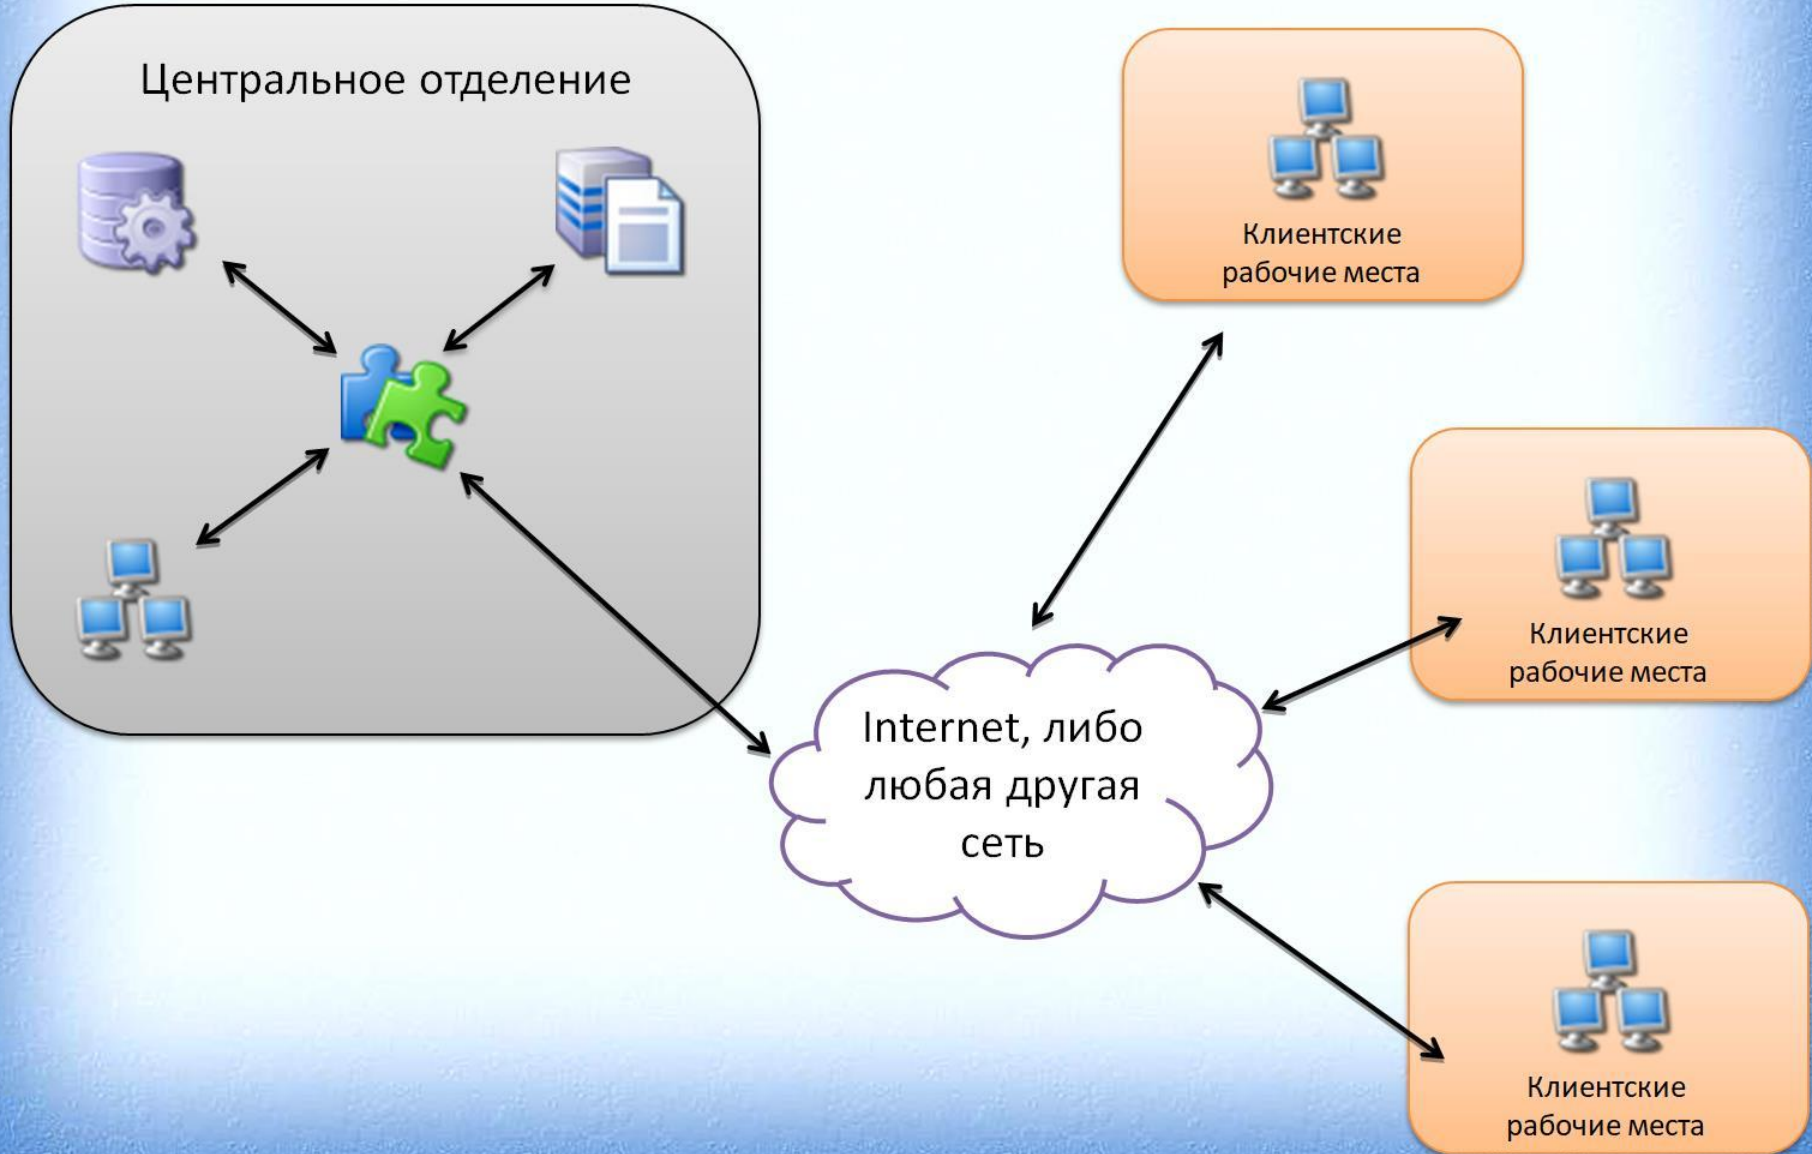 Центральное отделение
Клиентские
рабочие места
Клиентские
рабочие места
Internet, либо
любая другая
сеть
Клиентские
рабочие места